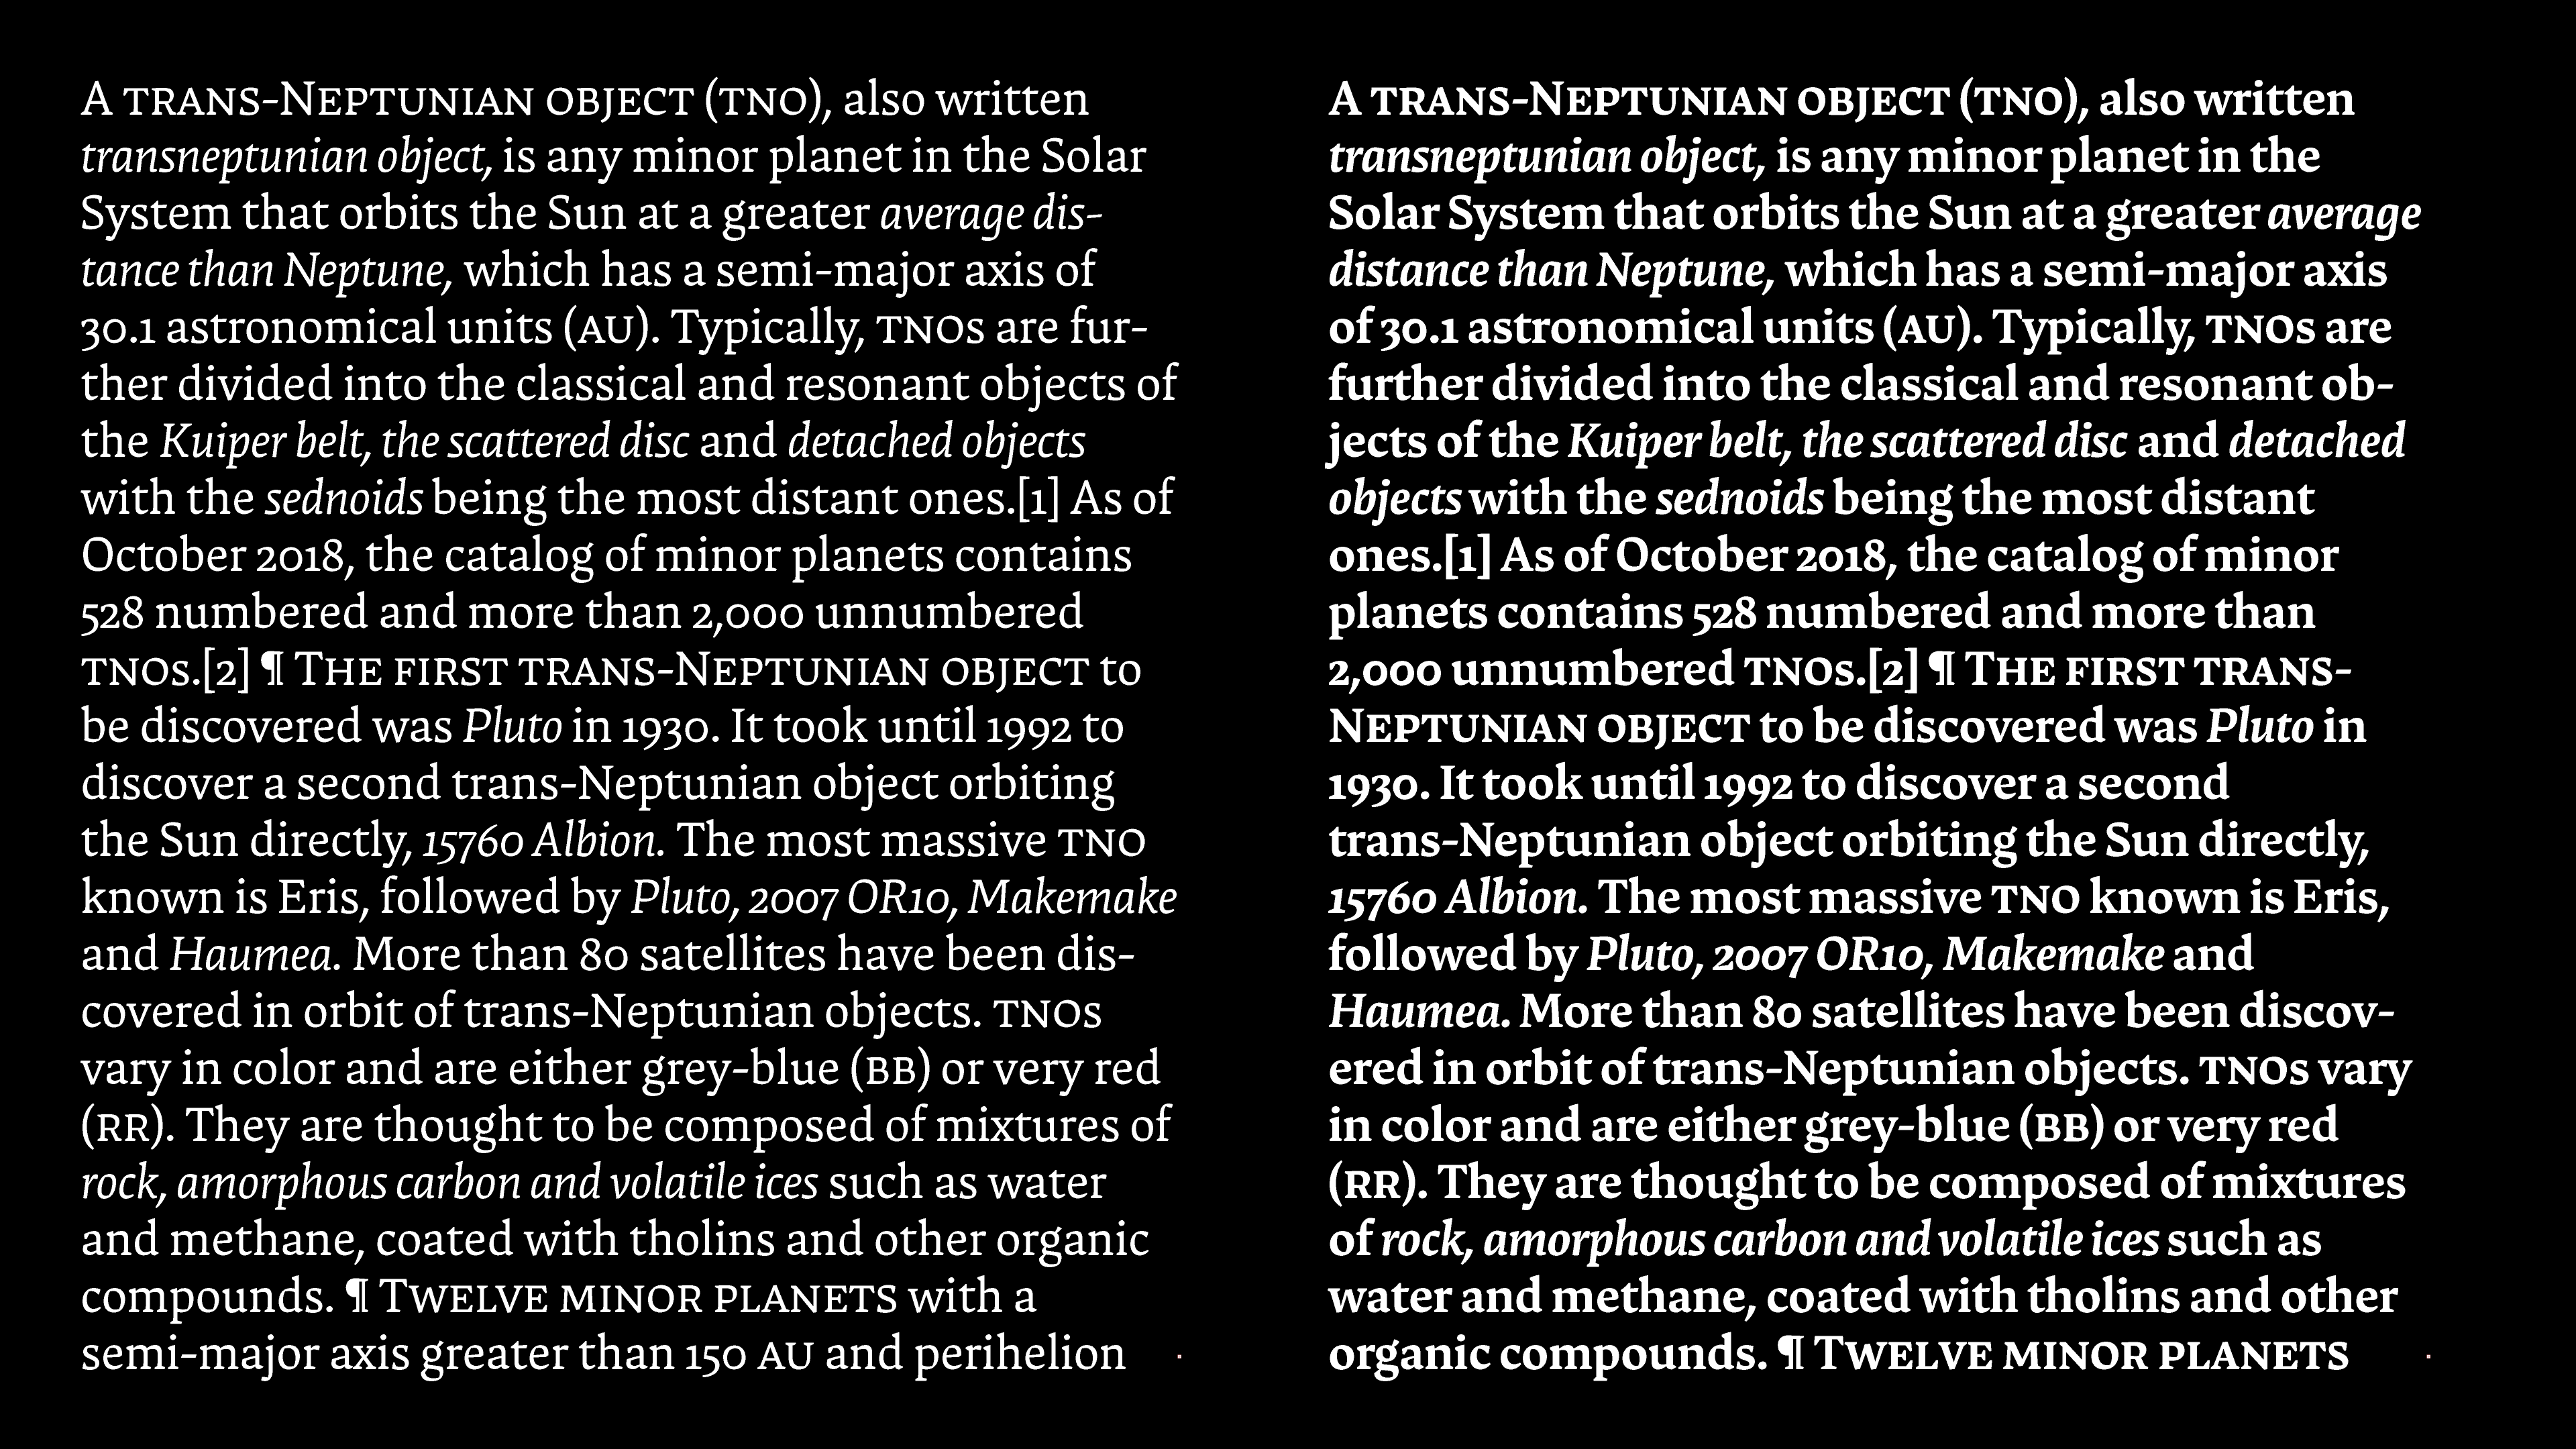 A TRANS-NEPTUNIAN OBJECT (TNO), also written
transneptunian object, is any minor planet in the Solar
System that orbits the Sun at a greater average dis-
tance than Neptune, which has a semi-major axis of
30.1 astronomical units (AU). Typically, TNOs are fur-
ther divided into the classical and resonant objects of
the Kuiper belt, the scattered disc and detached objects
with the sednoids being the most distant ones.[1] As of
October 2018, the catalog of minor planets contains
528 numbered and more than 2,000 unnumbered
TNOs.[2] ¶ THE FIRST TRANS-NEPTUNIAN OBJECT to
be discovered was Pluto in 1930. It took until 1992 to
discover a second trans-Neptunian object orbiting
the Sun directly, 15760 Albion. The most massive TNO
known is Eris, followed by Pluto, 2007 OR10, Makemake
and Haumea. More than 80 satellites have been dis-
covered in orbit of trans-Neptunian objects. TNOs
vary in color and are either grey-blue (BB) or very red
(RR). They are thought to be composed of mixtures of
rock, amorphous carbon and volatile ices such as water
and methane, coated with tholins and other organic
compounds. ¶ TWELVE MINOR PLANETS with a
semi-major axis greater than 150 AU and perihelion
A TRANS-NEPTUNIAN OBJECT (TNO), also written
transneptunian object, is any minor planet in the
Solar System that orbits the Sun at a greater average
distance than Neptune, which has a semi-major axis
of 30.1 astronomical units (AU). Typically, TNOs are
further divided into the classical and resonant ob-
jects of the Kuiper belt, the scattered disc and detached
objects with the sednoids being the most distant
ones.[1] As of October 2018, the catalog of minor
planets contains 528 numbered and more than
2,000 unnumbered TNOs.[2] ¶ THE FIRST TRANS-
NEPTUNIAN OBJECT to be discovered was Pluto in
1930. It took until 1992 to discover a second
trans-Neptunian object orbiting the Sun directly,
15760 Albion. The most massive TNO known is Eris,
followed by Pluto, 2007 OR10, Makemake and
Haumea. More than 80 satellites have been discov-
ered in orbit of trans-Neptunian objects. TNOs vary
in color and are either grey-blue (BB) or very red
(RR). They are thought to be composed of mixtures
of rock, amorphous carbon and volatile ices such as
water and methane, coated with tholins and other
organic compounds. ¶ TWELVE MINOR PLANETS